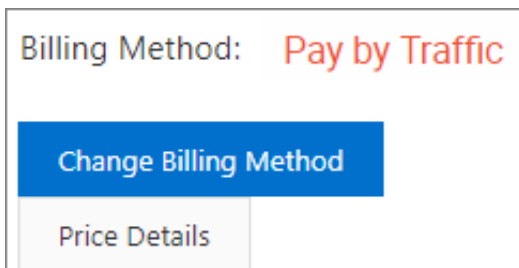 Billing Method: Pay by Traffic
Change Billing Method
Price Details